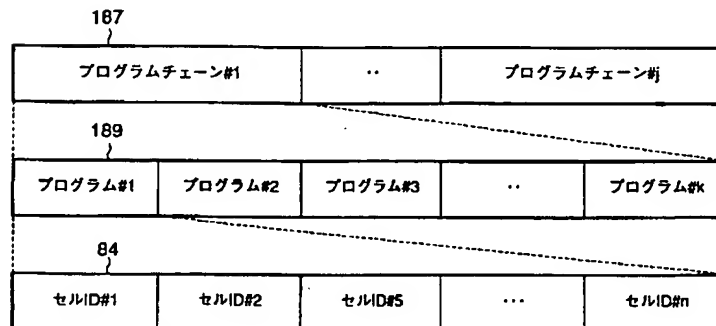 187
プログラムチェーン#1 ‥ プログラムチェーン#j
189
プログラム#1 プログラム#2 プログラム#3 ‥ プログラム#k
84
セルID#1 セルID#2 セルID#5 … セルID#n